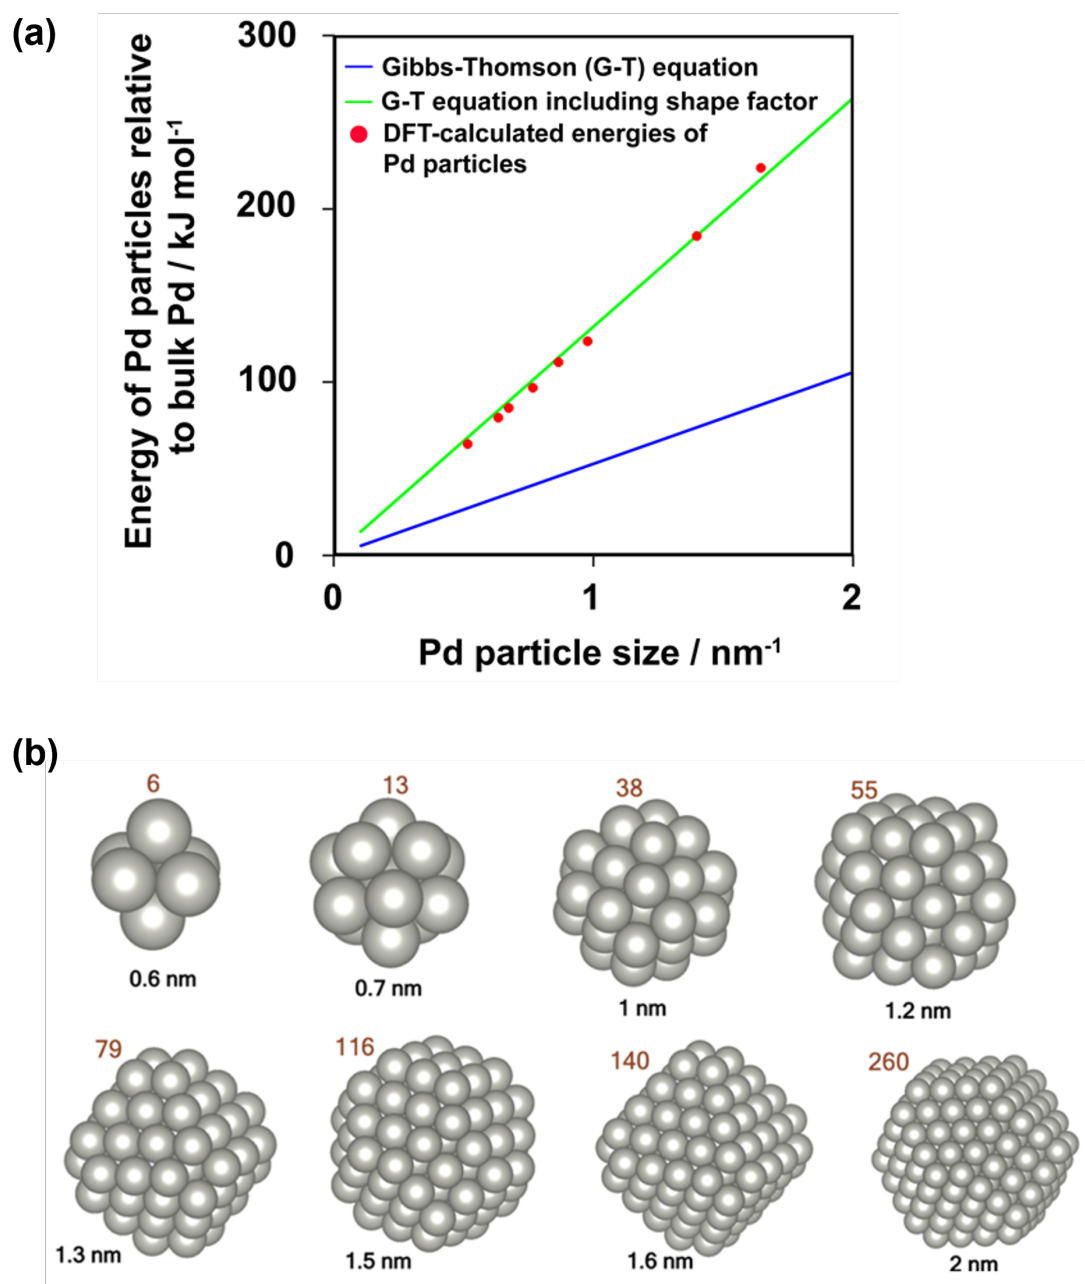 (a)
Energy of Pd particles relative
to bulk Pd / kJ mol⁻¹
300
200
100
0
Gibbs-Thomson (G-T) equation
G-T equation including shape factor
DFT-calculated energies of
Pd particles
0 1 2
Pd particle size / nm⁻¹
(b)
6 13 38 55
0.6 nm 0.7 nm 1 nm 1.2 nm
79 116 140 260
1.3 nm 1.5 nm 1.6 nm 2 nm